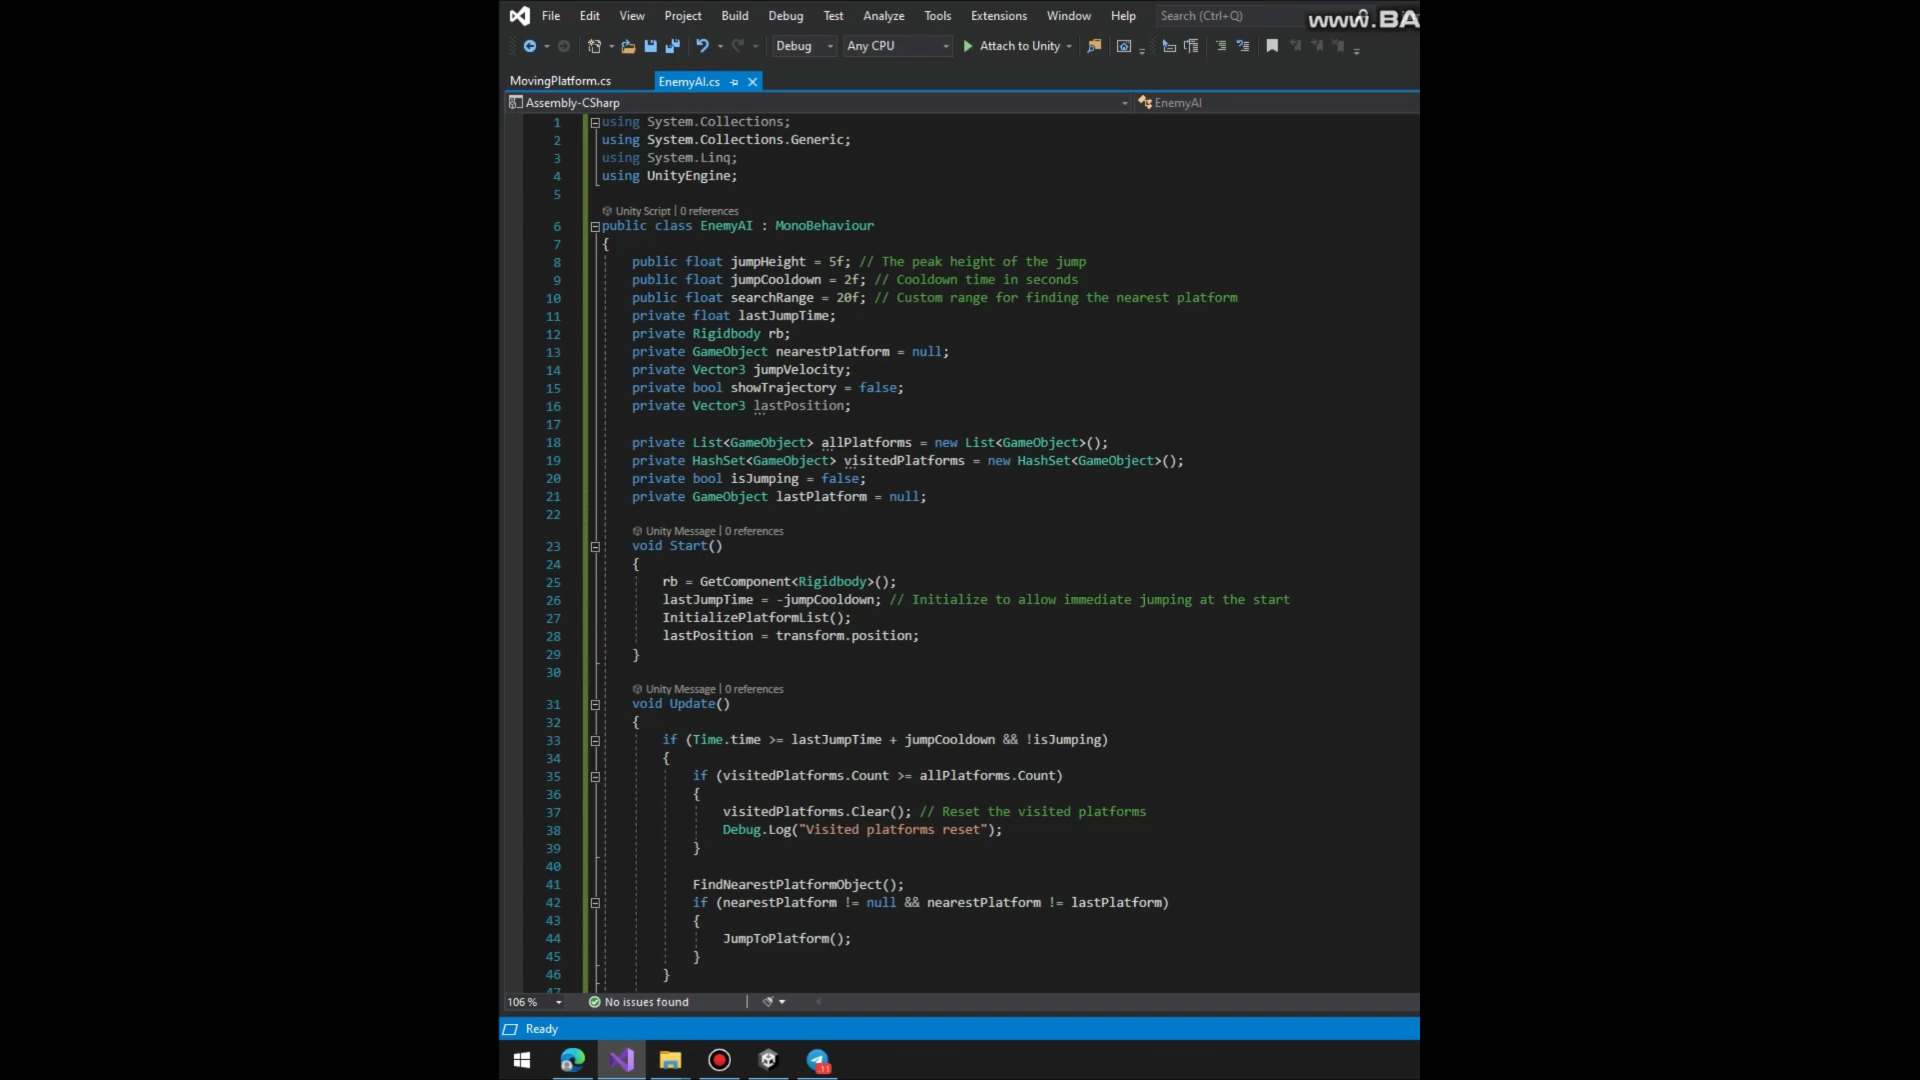 File Edit View Project Build Debug Test Analyze Tools Extensions Window Help Search (Ctrl+Q) www.BA
Debug Any CPU Attach to Unity
MovingPlatform.cs EnemyAI.cs
Assembly-CSharp EnemyAI
1 using System.Collections;
2 using System.Collections.Generic;
3 using System.Linq;
4 using UnityEngine;
5
Unity Script | 0 references
6 public class EnemyAI : MonoBehaviour
7 {
8 public float jumpHeight = 5f; // The peak height of the jump
9 public float jumpCooldown = 2f; // Cooldown time in seconds
10 public float searchRange = 20f; // Custom range for finding the nearest platform
11 private float lastJumpTime;
12 private Rigidbody rb;
13 private GameObject nearestPlatform = null;
14 private Vector3 jumpVelocity;
15 private bool showTrajectory = false;
16 private Vector3 lastPosition;
17
18 private List<GameObject> allPlatforms = new List<GameObject>();
19 private HashSet<GameObject> visitedPlatforms = new HashSet<GameObject>();
20 private bool isJumping = false;
21 private GameObject lastPlatform = null;
22
Unity Message | 0 references
23 void Start()
24 {
25 rb = GetComponent<Rigidbody>();
26 lastJumpTime = -jumpCooldown; // Initialize to allow immediate jumping at the start
27 InitializePlatformList();
28 lastPosition = transform.position;
29 }
30
Unity Message | 0 references
31 void Update()
32 {
33 if (Time.time >= lastJumpTime + jumpCooldown && !isJumping)
34 {
35 if (visitedPlatforms.Count >= allPlatforms.Count)
36 {
37 visitedPlatforms.Clear(); // Reset the visited platforms
38 Debug.Log("Visited platforms reset");
39 }
40
41 FindNearestPlatformObject();
42 if (nearestPlatform != null && nearestPlatform != lastPlatform)
43 {
44 JumpToPlatform();
45 }
46 }
47
106 % No issues found
Ready
11